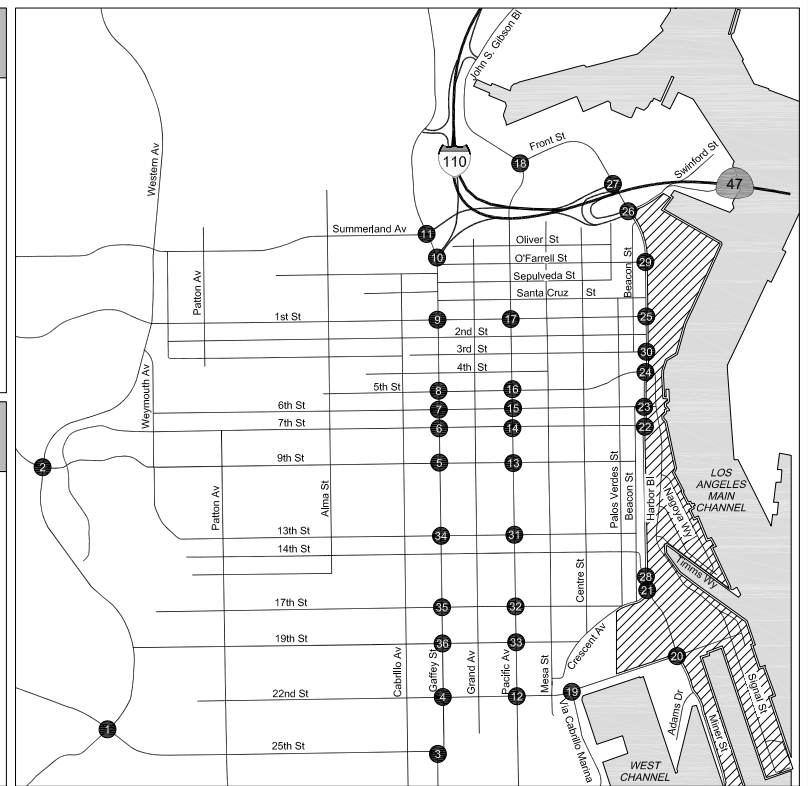 John S. Gibson Bl
Western Av
110
18
Front St
27
Swinford St
47
26
11
Summerland Av
10
Oliver St
O'Farrell St
29
Sepulveda St
Beacon St
Santa Cruz St
Patton Av
1st St
9
17
25
2nd St
3rd St
30
4th St
24
5th St
8
16
Weymouth Av
6th St
7
15
23
7th St
6
14
22
2
9th St
5
13
LOS
ANGELES
MAIN
CHANNEL
Patton Av
Alma St
Palos Verdes St
Beacon St
Harbor Bl
Nagoya Wy
13th St
34
31
14th St
Centre St
28
Timms Wy
21
17th St
35
32
19th St
36
33
Crescent Av
20
Cabrillo Av
Gaffey St
Grand Av
Pacific Av
Mesa St
22nd St
4
12
19
Via Cabrillo Marina
Adams Dr
Miner St
Signal St
1
25th St
3
WEST
CHANNEL